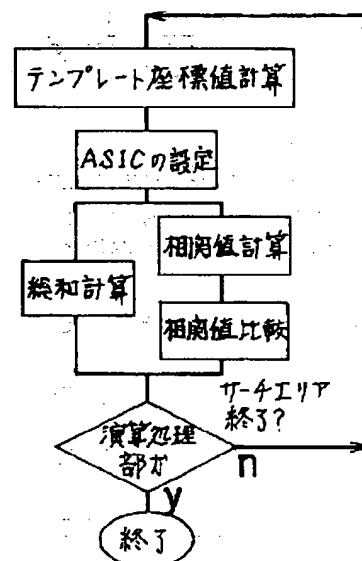 テンプレート座標値計算
ASICの設定
相関値計算
総和計算
相関値比較
サーチエリア
終了?
演算処理
部が
n
y
終了